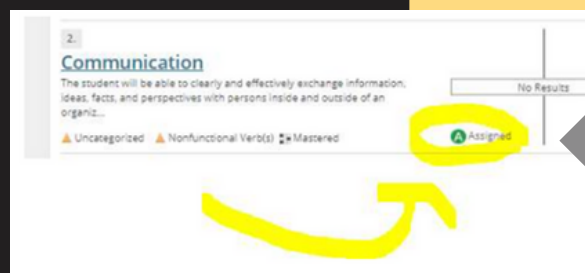 2.
Communication
The student will be able to clearly and effectively exchange information,
ideas, facts, and perspectives with persons inside and outside of an
organiz...
No Results
Uncategorized Nonfunctional Verb(s) Mastered
A Assigned